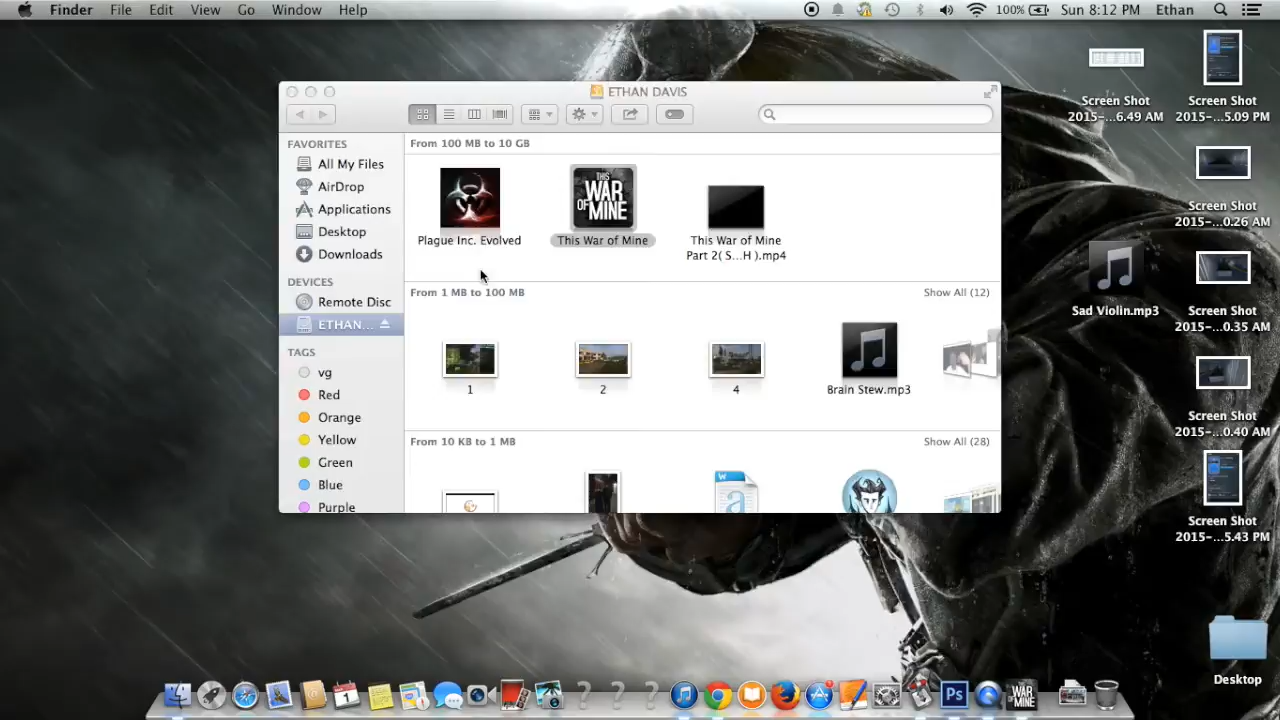 Finder File Edit View Go Window Help 100% Sun 8:12 PM Ethan
ETHAN DAVIS
FAVORITES
All My Files
AirDrop
Applications
Desktop
Downloads
DEVICES
Remote Disc
ETHAN...
TAGS
vg
Red
Orange
Yellow
Green
Blue
Purple
From 100 MB to 10 GB
Plague Inc. Evolved
THIS
WAR
OF MINE
This War of Mine
This War of Mine
Part 2( S...H ).mp4
From 1 MB to 100 MB Show All (12)
1
2
4
Brain Stew.mp3
From 10 KB to 1 MB Show All (28)
W
a
Screen Shot
2015-...6.49 AM
Screen Shot
2015-...5.09 PM
Screen Shot
2015-...0.26 AM
Sad Violin.mp3
Screen Shot
2015-...0.35 AM
Screen Shot
2015-...0.40 AM
Screen Shot
2015-...5.43 PM
Desktop
1
? ? ?
Ps
WAR
OF MINE